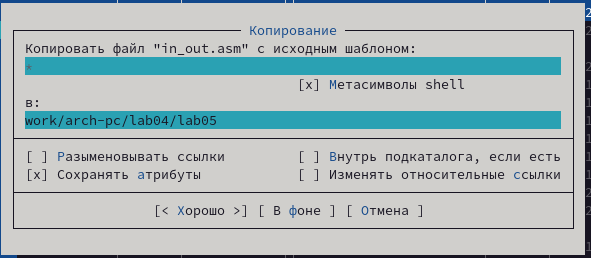 Копирование
Копировать файл "in_out.asm" с исходным шаблоном:
*
[x] Метасимволы shell
в:
work/arch-pc/lab04/lab05
[ ] Разыменовывать ссылки [ ] Внутрь подкаталога, если есть
[x] Сохранять атрибуты [ ] Изменять относительные ссылки
[< Хорошо >] [ В фоне ] [ Отмена ]